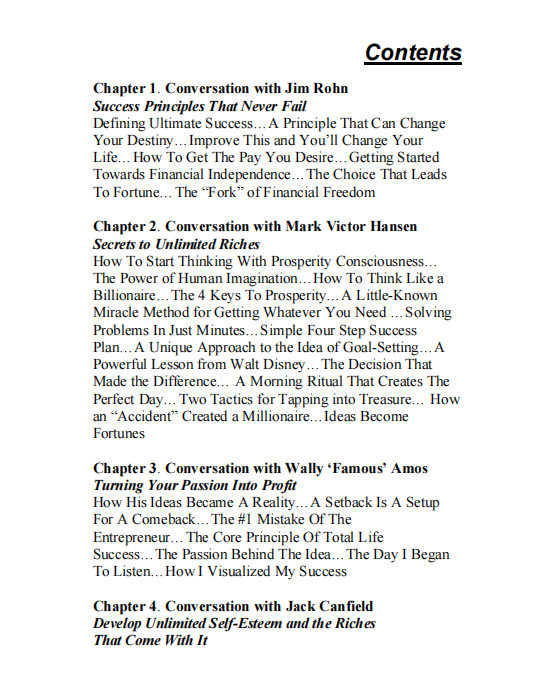 Contents
Chapter 1. Conversation with Jim Rohn
Success Principles That Never Fail
Defining Ultimate Success…A Principle That Can Change
Your Destiny…Improve This and You’ll Change Your
Life… How To Get The Pay You Desire…Getting Started
Towards Financial Independence…The Choice That Leads
To Fortune… The “Fork” of Financial Freedom
Chapter 2. Conversation with Mark Victor Hansen
Secrets to Unlimited Riches
How To Start Thinking With Prosperity Consciousness…
The Power of Human Imagination…How To Think Like a
Billionaire…The 4 Keys To Prosperity…A Little-Known
Miracle Method for Getting Whatever You Need …Solving
Problems In Just Minutes…Simple Four Step Success
Plan…A Unique Approach to the Idea of Goal-Setting…A
Powerful Lesson from Walt Disney…The Decision That
Made the Difference… A Morning Ritual That Creates The
Perfect Day…Two Tactics for Tapping into Treasure… How
an “Accident” Created a Millionaire…Ideas Become
Fortunes
Chapter 3. Conversation with Wally ‘Famous’ Amos
Turning Your Passion Into Profit
How His Ideas Became A Reality…A Setback Is A Setup
For A Comeback…The #1 Mistake Of The
Entrepreneur…The Core Principle Of Total Life
Success…The Passion Behind The Idea…The Day I Began
To Listen…How I Visualized My Success
Chapter 4. Conversation with Jack Canfield
Develop Unlimited Self-Esteem and the Riches
That Come With It